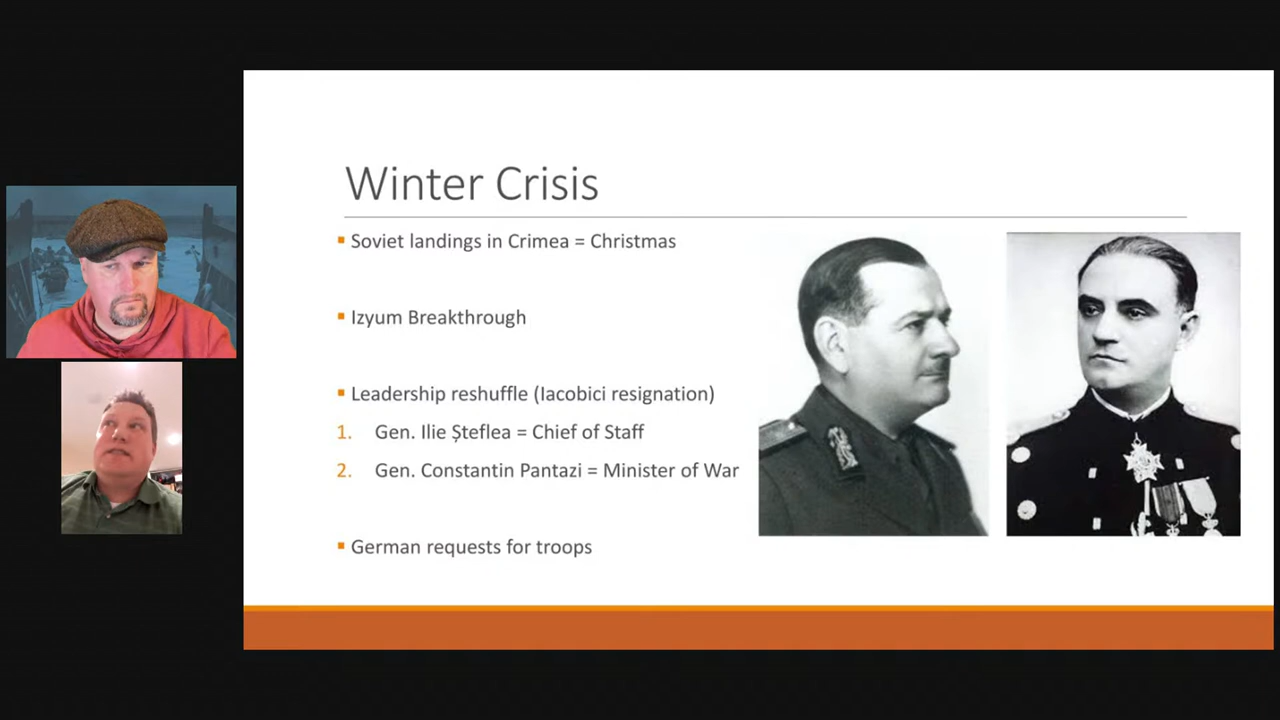 Winter Crisis
▪ Soviet landings in Crimea = Christmas
▪ Izyum Breakthrough
▪ Leadership reshuffle (Iacobici resignation)
1. Gen. Ilie Șteflea = Chief of Staff
2. Gen. Constantin Pantazi = Minister of War
▪ German requests for troops